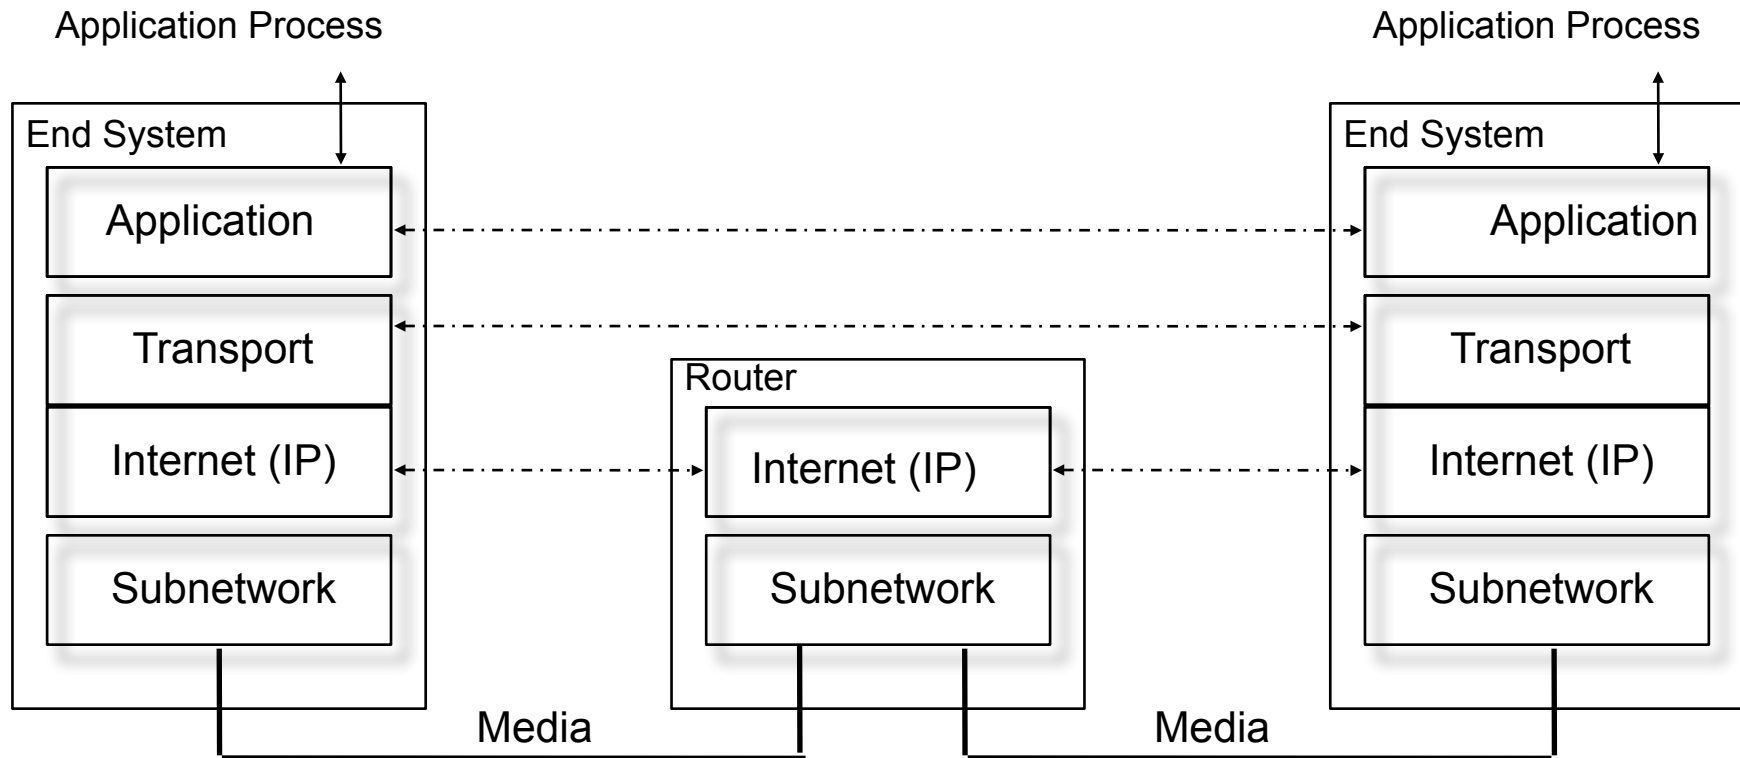 Application Process
Application Process
End System
End System
Application
Application
Transport
Transport
Router
Internet (IP)
Internet (IP)
Internet (IP)
Subnetwork
Subnetwork
Subnetwork
Media
Media